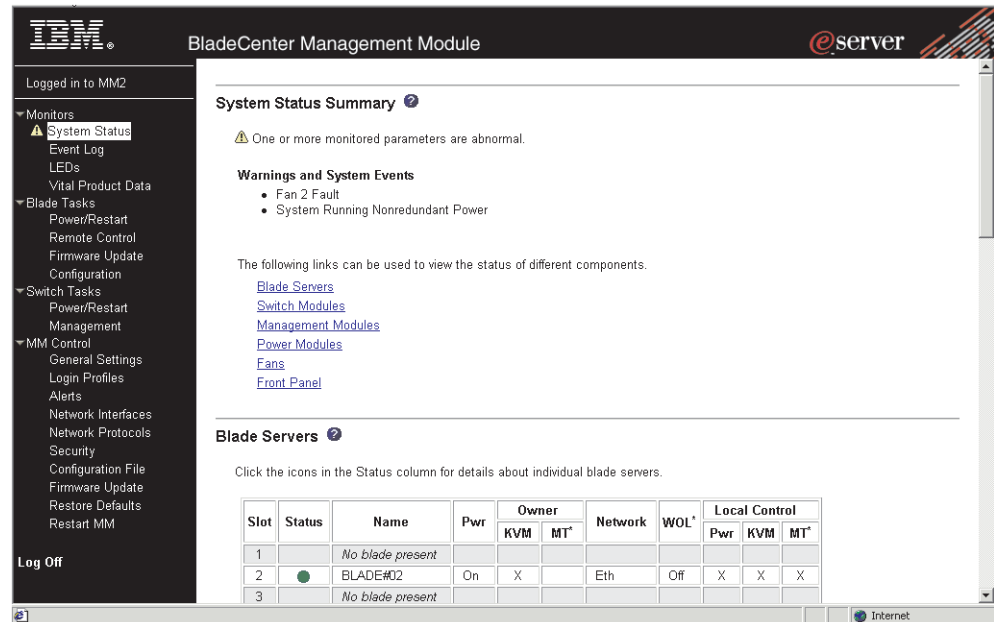 IBM®
BladeCenter Management Module
eserver
Logged in to MM2
Monitors
System Status
Event Log
LEDs
Vital Product Data
Blade Tasks
Power/Restart
Remote Control
Firmware Update
Configuration
Switch Tasks
Power/Restart
Management
MM Control
General Settings
Login Profiles
Alerts
Network Interfaces
Network Protocols
Security
Configuration File
Firmware Update
Restore Defaults
Restart MM
Log Off
System Status Summary ?
One or more monitored parameters are abnormal.
Warnings and System Events
• Fan 2 Fault
• System Running Nonredundant Power
The following links can be used to view the status of different components.
Blade Servers
Switch Modules
Management Modules
Power Modules
Fans
Front Panel
Blade Servers ?
Click the icons in the Status column for details about individual blade servers.
Slot Status Name Pwr Owner Network WOL* Local Control
KVM MT* Pwr KVM MT*
1 No blade present
2 BLADE#02 On X Eth Off X X X
3 No blade present
Internet